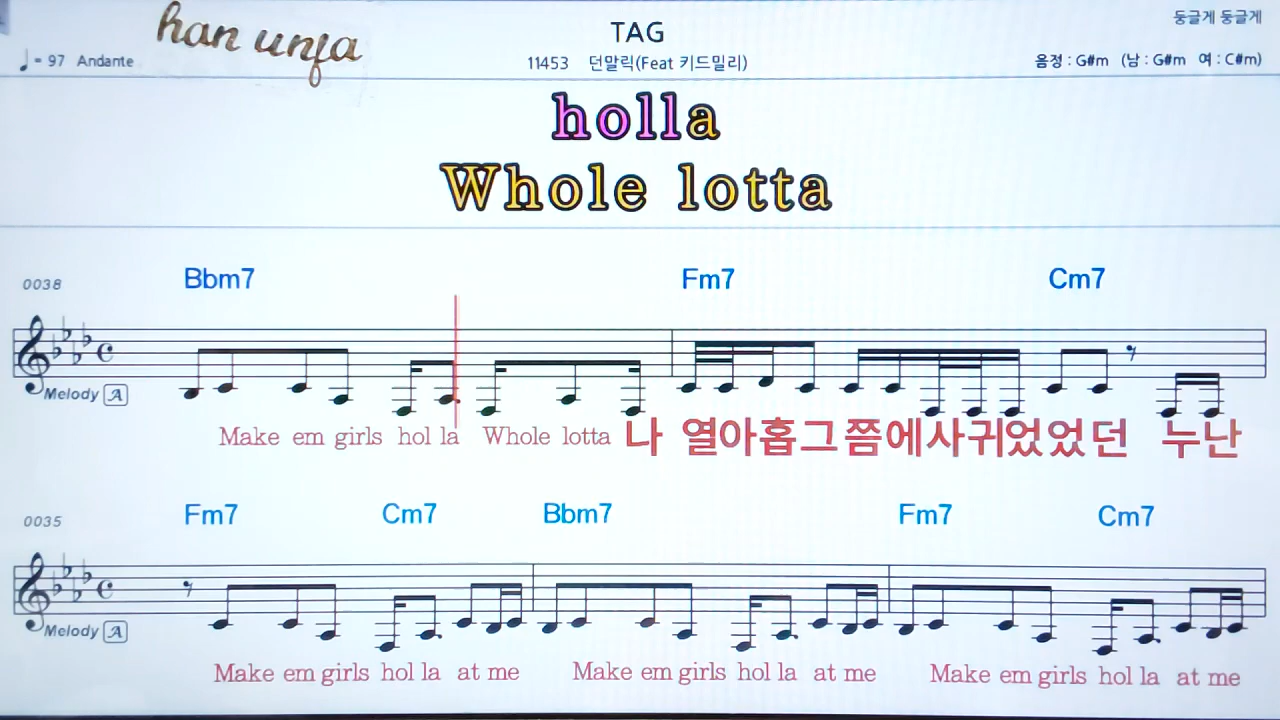 han unja
TAG
둥글게 둥글게
♩= 97 Andante
11453 던말릭(Feat 키드밀리)
음정 : G#m (남 : G#m 여 : C#m)
holla
Whole lotta
0038 Bbm7 Fm7 Cm7
Melody A
Make em girls hol la Whole lotta 나 열아홉그쯤에사귀었었던 누난
0035 Fm7 Cm7 Bbm7 Fm7 Cm7
Melody A
Make em girls hol la at me Make em girls hol la at me Make em girls hol la at me